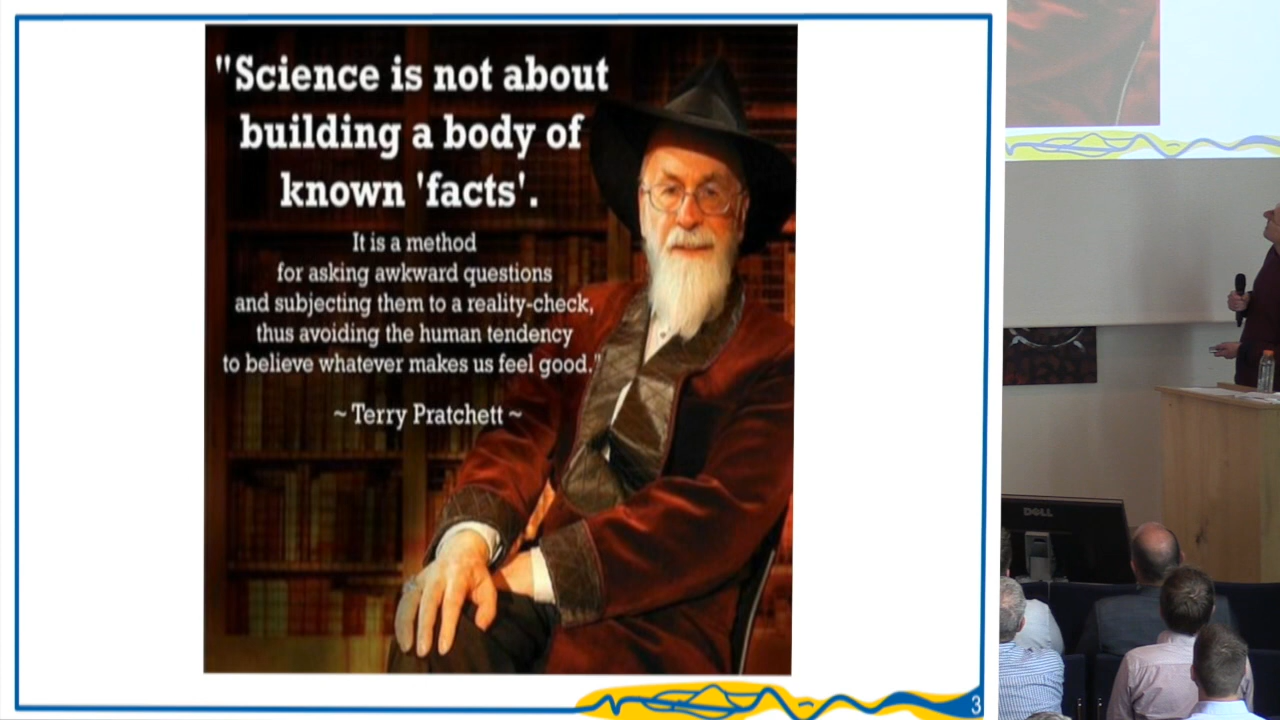 "Science is not about
building a body of
known 'facts'.
It is a method
for asking awkward questions
and subjecting them to a reality-check,
thus avoiding the human tendency
to believe whatever makes us feel good."
~ Terry Pratchett ~
3
DELL